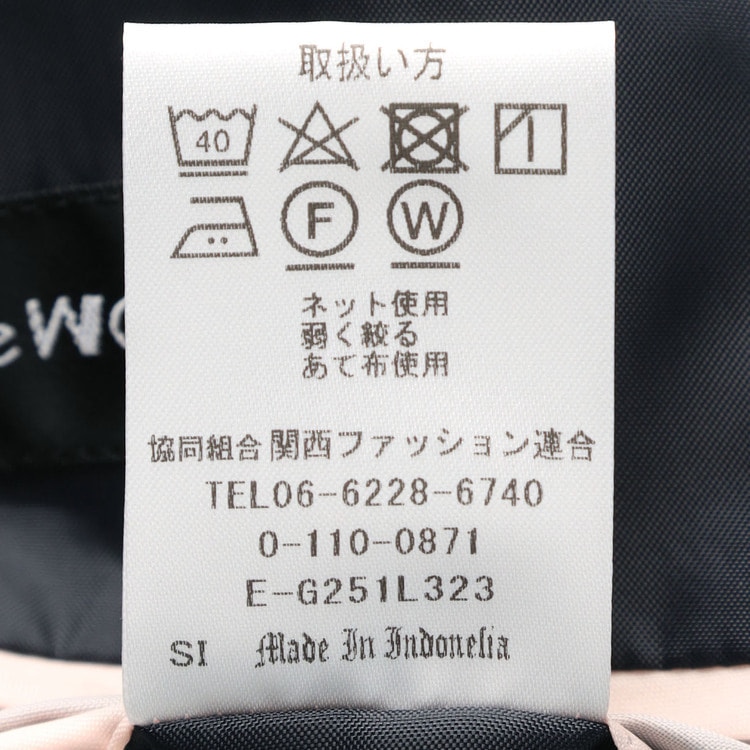 取扱い方
40
F W
ネット使用
弱く絞る
あて布使用
協同組合関西ファッション連合
TEL06-6228-6740
0-110-0871
E-G251L323
SI Made In Indonesia